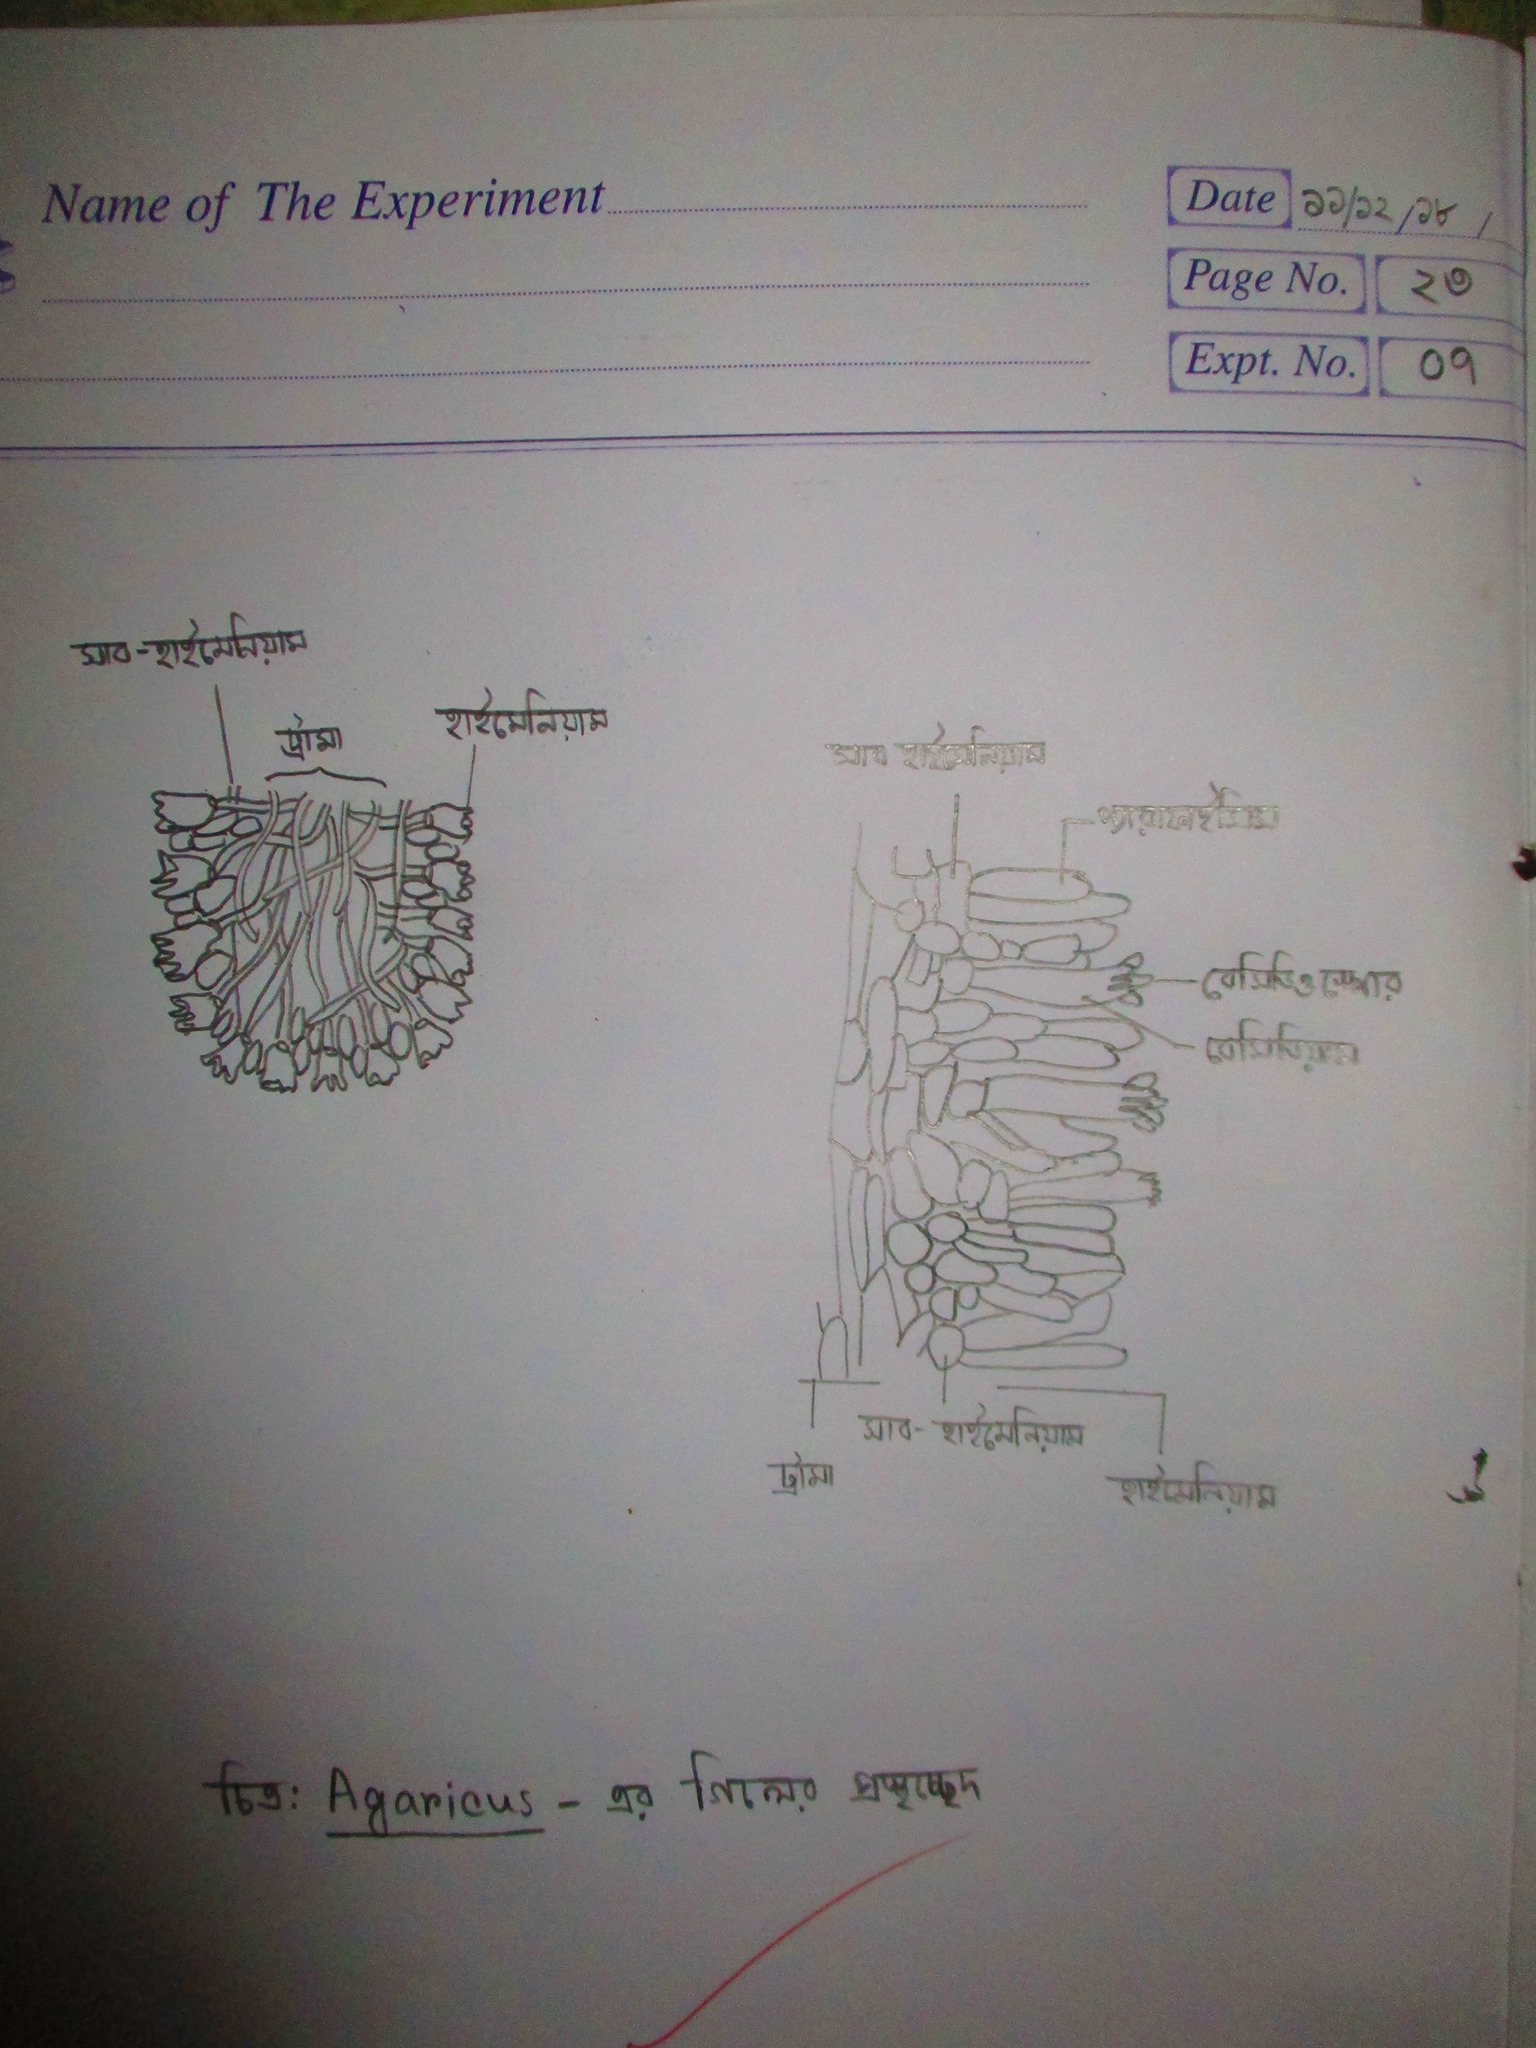 Name of The Experiment
Date ১১/১২/১৮
Page No. ২৩
Expt. No. ০৭
সাব-হাইমেনিয়াম
ট্রামা
হাইমেনিয়াম
সাব হাইমেনিয়াম
প্যারাফাইসিস
বেসিডিওস্পোর
বেসিডিয়াম
সাব-হাইমেনিয়াম
ট্রামা
হাইমেনিয়াম
চিত্র: Agaricus - এর গিলের প্রস্থচ্ছেদ